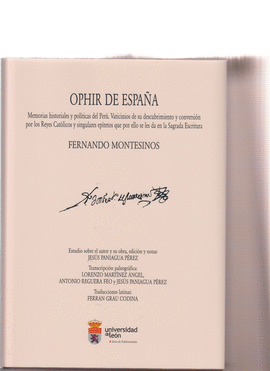 OPHIR DE ESPAÑA
Memorias historiales y políticas del Perú. Vaticinios de su descubrimiento y conversión
por los Reyes Católicos y singulares epítetos que por ello se les da en la Sagrada Escritura
FERNANDO MONTESINOS
Estudio sobre el autor y su obra, edición y notas:
JESÚS PANIAGUA PÉREZ
Transcripción paleográfica:
LORENZO MARTÍNEZ ÁNGEL,
ANTONIO REGUERA FEO y JESÚS PANIAGUA PÉREZ
Traducciones latinas:
FERRAN GRAU CODINA
universidad
de león